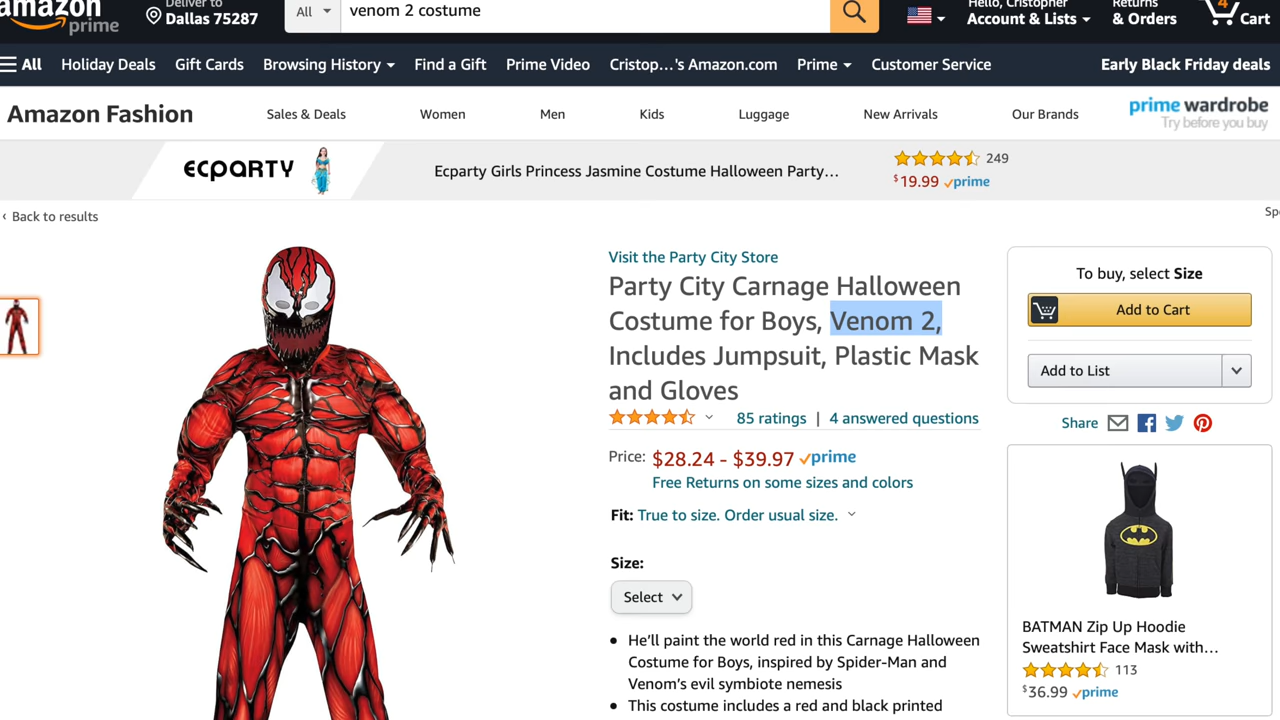 amazon
prime
Deliver to
Dallas 75287
All
venom 2 costume
Hello, Cristopher
Account & Lists
Returns
& Orders
4
Cart
All
Holiday Deals
Gift Cards
Browsing History
Find a Gift
Prime Video
Cristop…'s Amazon.com
Prime
Customer Service
Early Black Friday deals
Amazon Fashion
Sales & Deals
Women
Men
Kids
Luggage
New Arrivals
Our Brands
prime wardrobe
Try before you buy
ECPARTY
Ecparty Girls Princess Jasmine Costume Halloween Party…
249
$19.99 prime
‹ Back to results
Visit the Party City Store
Party City Carnage Halloween
Costume for Boys, Venom 2,
Includes Jumpsuit, Plastic Mask
and Gloves
85 ratings | 4 answered questions
Price: $28.24 - $39.97 prime
Free Returns on some sizes and colors
Fit: True to size. Order usual size.
Size:
Select
• He'll paint the world red in this Carnage Halloween
Costume for Boys, inspired by Spider-Man and
Venom's evil symbiote nemesis
• This costume includes a red and black printed
To buy, select Size
Add to Cart
Add to List
Share
BATMAN
BATMAN Zip Up Hoodie
Sweatshirt Face Mask with…
113
$36.99 prime